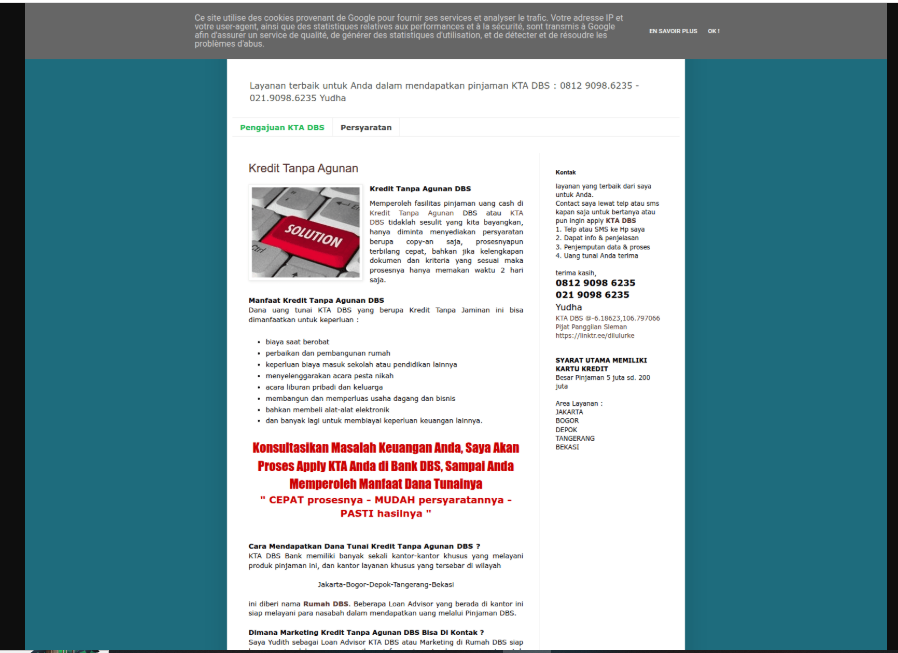 Ce site utilise des cookies provenant de Google pour fournir ses services et analyser le trafic. Votre adresse IP et
votre user-agent, ainsi que des statistiques relatives aux performances et à la sécurité, sont transmis à Google
afin d'assurer un service de qualité, de générer des statistiques d'utilisation, et de détecter et de résoudre les
problèmes d'abus.
EN SAVOIR PLUS OK !
Layanan terbaik untuk Anda dalam mendapatkan pinjaman KTA DBS : 0812 9098.6235 -
021.9098.6235 Yudha
Pengajuan KTA DBS Persyaratan
Kredit Tanpa Agunan
SOLUTION
Ctrl
Kredit Tanpa Agunan DBS
Memperoleh fasilitas pinjaman uang cash di
Kredit Tanpa Agunan DBS atau KTA
DBS tidaklah sesulit yang kita bayangkan,
hanya diminta menyediakan persyaratan
berupa copy-an saja, prosesnyapun
terbilang cepat, bahkan jika kelengkapan
dokumen dan kriteria yang sesuai maka
prosesnya hanya memakan waktu 2 hari
saja.
Manfaat Kredit Tanpa Agunan DBS
Dana uang tunai KTA DBS yang berupa Kredit Tanpa Jaminan ini bisa
dimanfaatkan untuk keperluan :
• biaya saat berobat
• perbaikan dan pembangunan rumah
• keperluan biaya masuk sekolah atau pendidikan lainnya
• menyelenggarakan acara pesta nikah
• acara liburan pribadi dan keluarga
• membangun dan memperluas usaha dagang dan bisnis
• bahkan membeli alat-alat elektronik
• dan banyak lagi untuk membiayai keperluan keuangan lainnya.
Konsultasikan Masalah Keuangan Anda, Saya Akan
Proses Apply KTA Anda di Bank DBS, Sampai Anda
Memperoleh Manfaat Dana Tunainya
" CEPAT prosesnya - MUDAH persyaratannya -
PASTI hasilnya "
Cara Mendapatkan Dana Tunai Kredit Tanpa Agunan DBS ?
KTA DBS Bank memiliki banyak sekali kantor-kantor khusus yang melayani
produk pinjaman ini, dan kantor layanan khusus yang tersebar di wilayah
Jakarta-Bogor-Depok-Tangerang-Bekasi
ini diberi nama Rumah DBS. Beberapa Loan Advisor yang berada di kantor ini
siap melayani para nasabah dalam mendapatkan uang melalui Pinjaman DBS.
Dimana Marketing Kredit Tanpa Agunan DBS Bisa Di Kontak ?
Saya Yudith sebagai Loan Advisor KTA DBS atau Marketing di Rumah DBS siap
Kontak
layanan yang terbaik dari saya
untuk Anda.
Contact saya lewat telp atau sms
kapan saja untuk bertanya atau
pun ingin apply KTA DBS
1. Telp atau SMS ke Hp saya
2. Dapat info & penjelasan
3. Penjemputan data & proses
4. Uang tunai Anda terima
terima kasih,
0812 9098 6235
021 9098 6235
Yudha
KTA DBS @-6.18623,106.797066
Pijat Panggilan Sleman
https://linktr.ee/dilulurke
SYARAT UTAMA MEMILIKI
KARTU KREDIT
Besar Pinjaman 5 juta sd. 200
juta
Area Layanan :
JAKARTA
BOGOR
DEPOK
TANGERANG
BEKASI